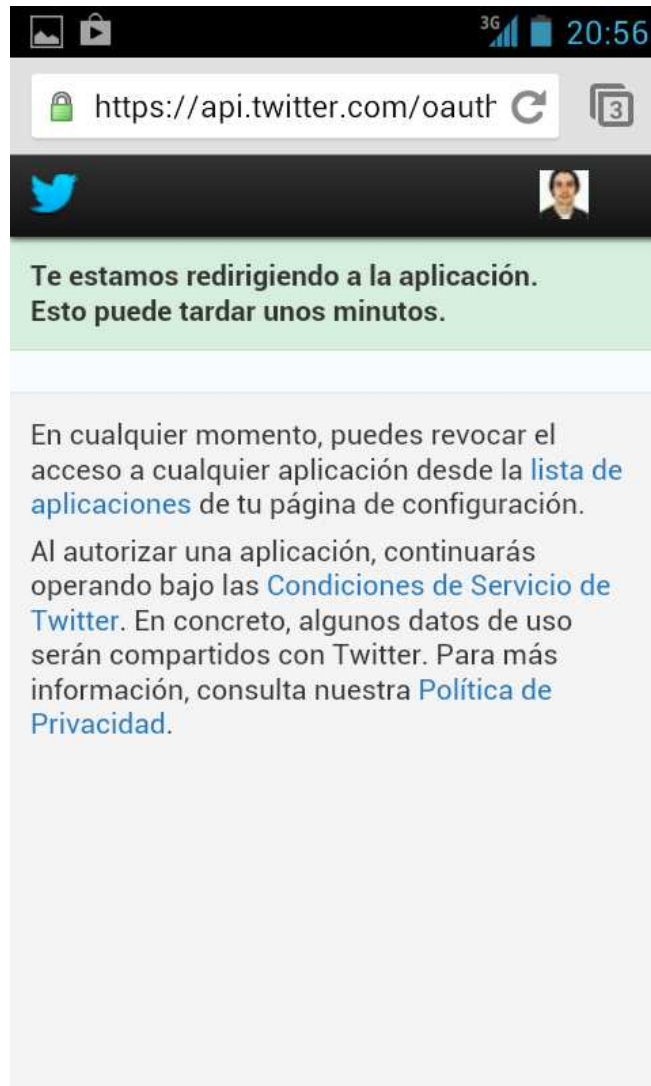 3G 20:56
https://api.twitter.com/oauth
3
Te estamos redirigiendo a la aplicación.
Esto puede tardar unos minutos.
En cualquier momento, puedes revocar el
acceso a cualquier aplicación desde la lista de
aplicaciones de tu página de configuración.
Al autorizar una aplicación, continuarás
operando bajo las Condiciones de Servicio de
Twitter. En concreto, algunos datos de uso
serán compartidos con Twitter. Para más
información, consulta nuestra Política de
Privacidad.